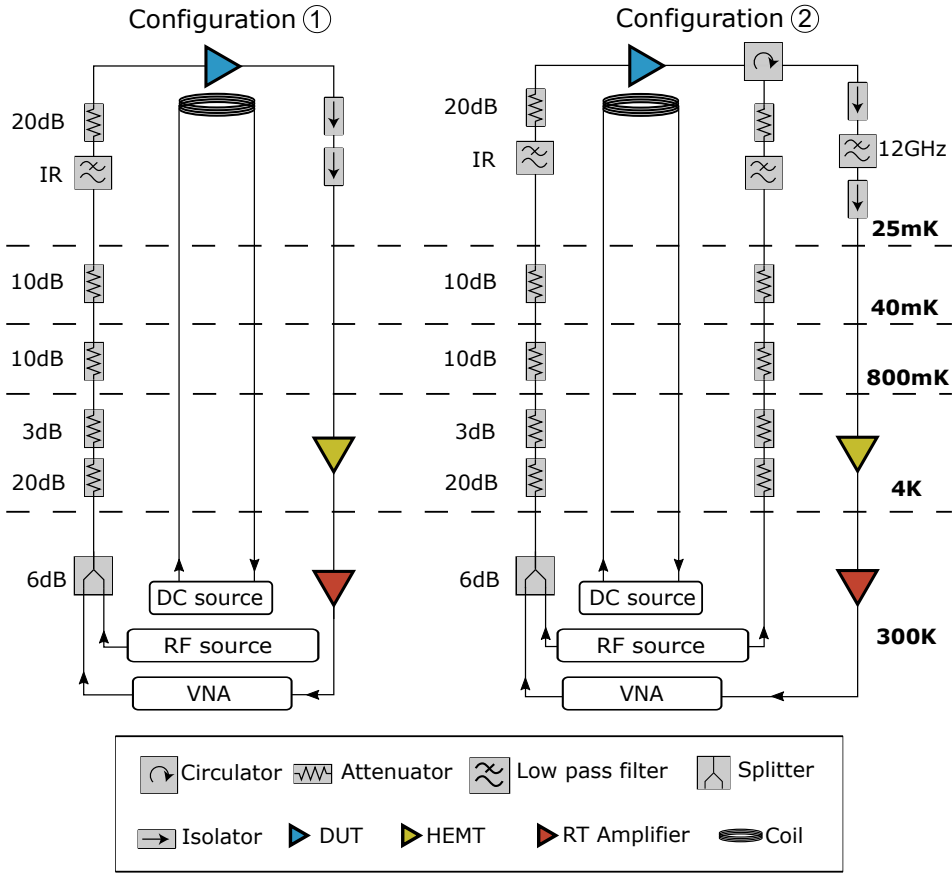 Configuration 1
Configuration 2
20dB
20dB
IR
IR
12GHz
25mK
10dB
10dB
40mK
10dB
10dB
800mK
3dB
3dB
20dB
20dB
4K
6dB
6dB
DC source
DC source
RF source
RF source
300K
VNA
VNA
Circulator
Attenuator
Low pass filter
Splitter
Isolator
DUT
HEMT
RT Amplifier
Coil